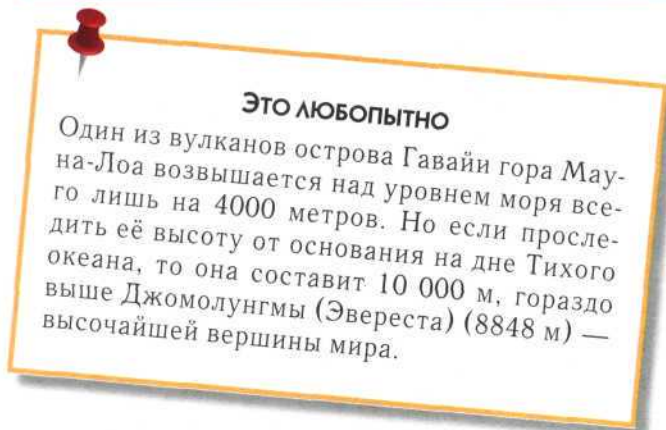 ЭТО ЛЮБОПЫТНО
Один из вулканов острова Гавайи гора Мау-
на-Лоа возвышается над уровнем моря все-
го лишь на 4000 метров. Но если просле-
дить её высоту от основания на дне Тихого
океана, то она составит 10 000 м, гораздо
выше Джомолунгмы (Эвереста) (8848 м) —
высочайшей вершины мира.